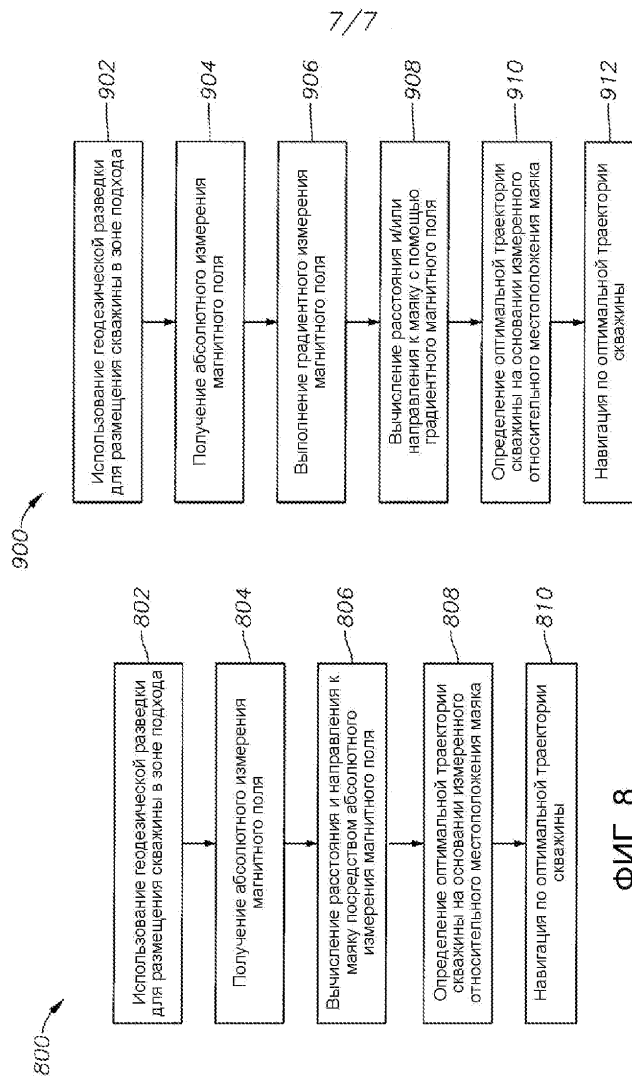 7/7
800
Использование геодезической разведки
для размещения скважины в зоне подхода
802
Получение абсолютного измерения
магнитного поля
804
Вычисление расстояния и направления к
маяку посредством абсолютного
измерения магнитного поля
806
Определение оптимальной траектории
скважины на основании измеренного
относительного местоположения маяка
808
Навигация по оптимальной траектории
скважины
810
ФИГ. 8
900
Использование геодезической разведки
для размещения скважины в зоне подхода
902
Получение абсолютного измерения
магнитного поля
904
Выполнение градиентного измерения
магнитного поля
906
Вычисление расстояния и/или
направления к маяку с помощью
градиентного магнитного поля
908
Определение оптимальной траектории
скважины на основании измеренного
относительного местоположения маяка
910
Навигация по оптимальной траектории
скважины
912